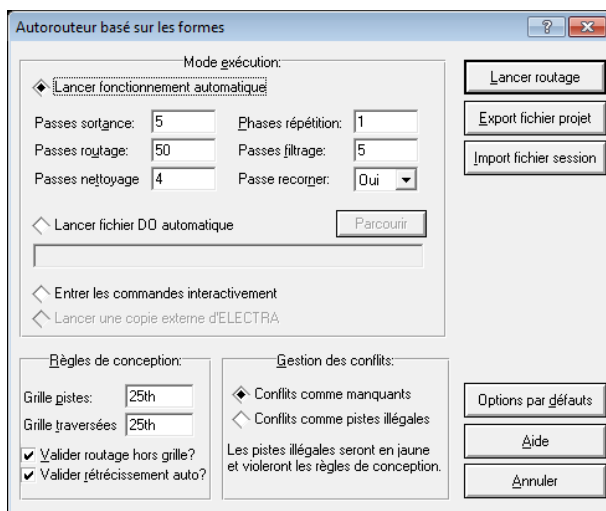 Autorouteur basé sur les formes
Mode exécution:
Lancer fonctionnement automatique
Passes sortance: 5 Phases répétition: 1
Passes routage: 50 Passes filtrage: 5
Passes nettoyage 4 Passe recorner: Oui
Lancer fichier DO automatique Parcourir
Entrer les commandes interactivement
Lancer une copie externe d'ELECTRA
Lancer routage
Export fichier projet
Import fichier session
Règles de conception:
Grille pistes: 25th
Grille traversées 25th
Valider routage hors grille?
Valider rétrécissement auto?
Gestion des conflits:
Conflits comme manquants
Conflits comme pistes illégales
Les pistes illégales seront en jaune
et violeront les règles de conception.
Options par défauts
Aide
Annuler